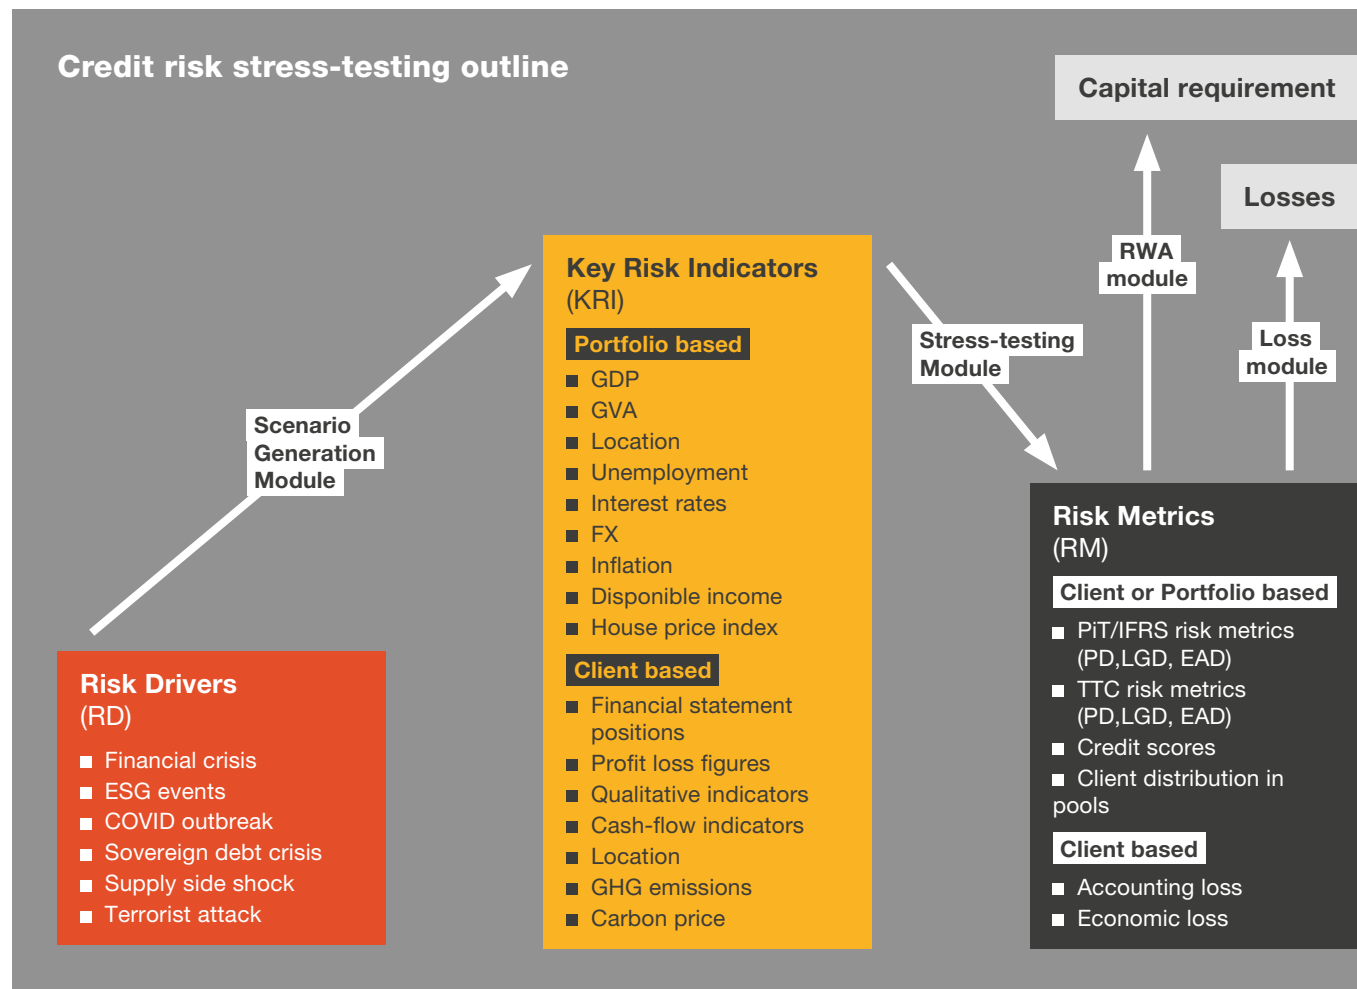 Credit risk stress-testing outline
Capital requirement
Losses
RWA
module
Loss
module
Key Risk Indicators
(KRI)
Portfolio based
GDP
GVA
Location
Unemployment
Interest rates
FX
Inflation
Disponible income
House price index
Client based
Financial statement
positions
Profit loss figures
Qualitative indicators
Cash-flow indicators
Location
GHG emissions
Carbon price
Stress-testing
Module
Scenario
Generation
Module
Risk Drivers
(RD)
Financial crisis
ESG events
COVID outbreak
Sovereign debt crisis
Supply side shock
Terrorist attack
Risk Metrics
(RM)
Client or Portfolio based
PiT/IFRS risk metrics
(PD,LGD, EAD)
TTC risk metrics
(PD,LGD, EAD)
Credit scores
Client distribution in
pools
Client based
Accounting loss
Economic loss